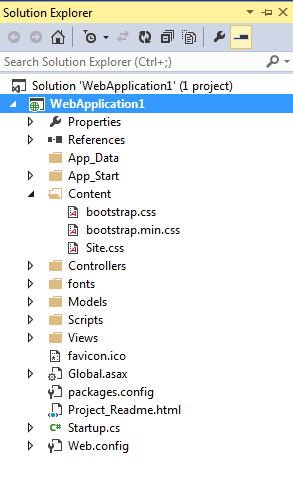 Solution Explorer
Search Solution Explorer (Ctrl+;)
Solution 'WebApplication1' (1 project)
WebApplication1
Properties
References
App_Data
App_Start
Content
bootstrap.css
bootstrap.min.css
Site.css
Controllers
fonts
Models
Scripts
Views
favicon.ico
Global.asax
packages.config
Project_Readme.html
C# Startup.cs
Web.config